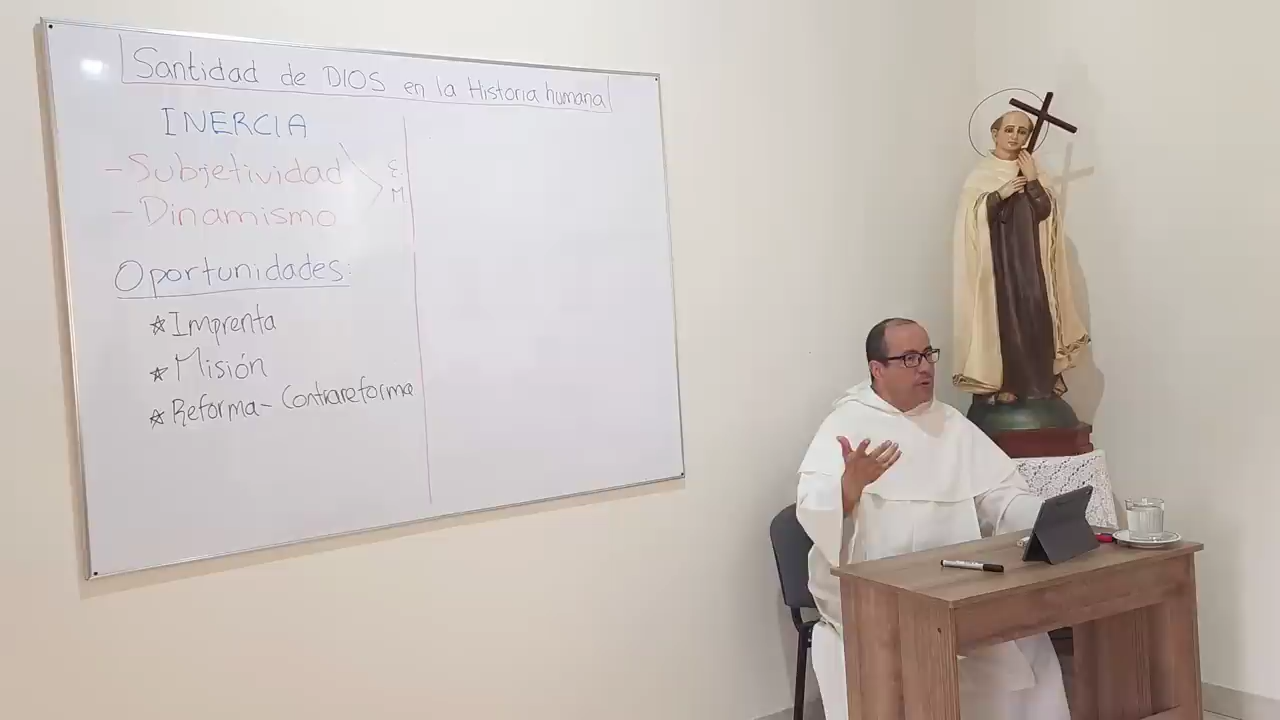 Santidad de DIOS en la Historia humana
INERCIA
- Subjetividad
- Dinamismo
E.
M
Oportunidades:
☆ Imprenta
☆ Misión
☆ Reforma - Contrareforma